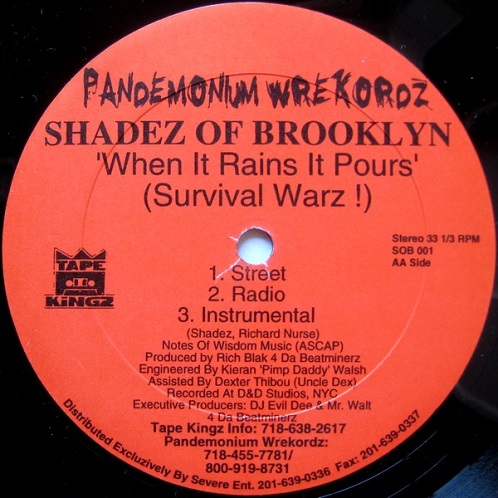 PANDEMONIUM WREKORDZ
SHADEZ OF BROOKLYN
'When It Rains It Pours'
(Survival Warz !)
Stereo 33 1/3 RPM
SOB 001
AA Side
TAPE
KINGZ
1. Street
2. Radio
3. Instrumental
(Shadez, Richard Nurse)
Notes Of Wisdom Music (ASCAP)
Produced by Rich Blak 4 Da Beatminerz
Engineered By Kieran 'Pimp Daddy' Walsh
Assisted By Dexter Thibou (Uncle Dex)
Recorded At D&D Studios, NYC
Executive Producers: DJ Evil Dee & Mr. Walt
4 Da Beatminerz
Tape Kingz Info: 718-638-2617
Pandemonium Wrekordz:
718-455-7781/
800-919-8731
Distributed Exclusively By Severe Ent. 201-639-0336 Fax: 201-639-0337